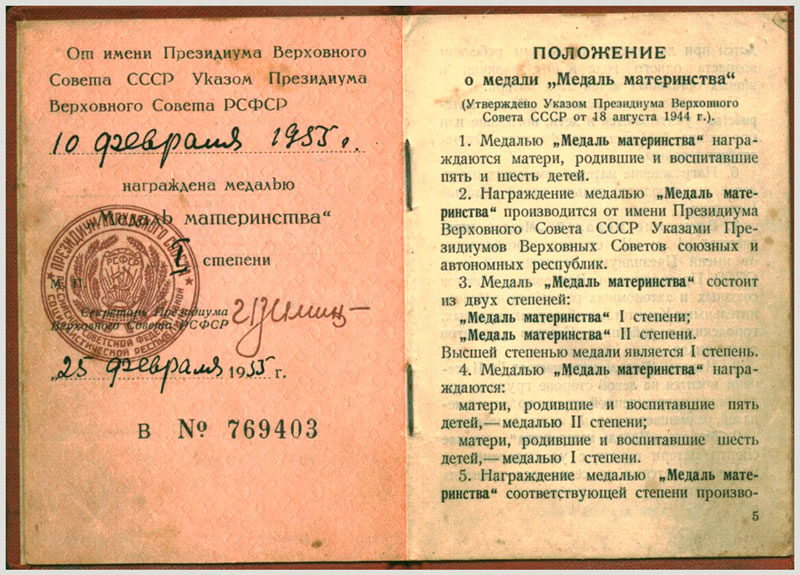 От имени Президиума Верховного
Совета СССР Указом Президиума
Верховного Совета РСФСР
10 февраля 1955 г.
награждена медалью
„Медаль материнства“
I степени
М. П.
Секретарь Президиума
Верховного Совета РСФСР
„25 февраля 1955 г.
В № 769403
ПОЛОЖЕНИЕ
о медали „Медаль материнства“
(Утверждено Указом Президиума Верховного
Совета СССР от 18 августа 1944 г.).
1. Медалью „Медаль материнства“ награ-
ждаются матери, родившие и воспитавшие
пять и шесть детей.
2. Награждение медалью „Медаль мате-
ринства“ производится от имени Президиума
Верховного Совета СССР Указами Пре-
зидиумов Верховных Советов союзных и
автономных республик.
3. Медаль „Медаль материнства“ состоит
из двух степеней:
„Медаль материнства“ I степени;
„Медаль материнства“ II степени.
Высшей степенью медали является I степень.
4. Медалью „Медаль материнства“ награ-
ждаются:
матери, родившие и воспитавшие пять
детей,—медалью II степени;
матери, родившие и воспитавшие шесть
детей,—медалью I степени.
5. Награждение медалью „Медаль мате-
ринства“ соответствующей степени произво-
5